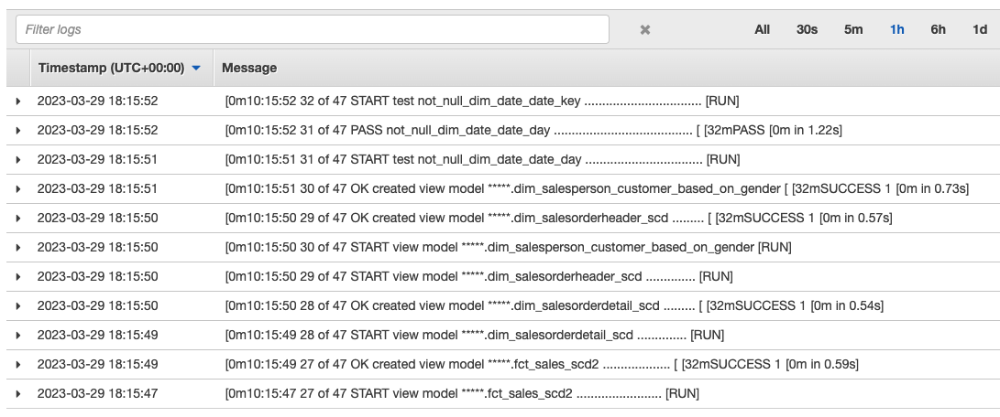 Filter logs ✖ All 30s 5m 1h 6h 1d
Timestamp (UTC+00:00) Message
2023-03-29 18:15:52 [0m10:15:52 32 of 47 START test not_null_dim_date_date_key ................................ [RUN]
2023-03-29 18:15:52 [0m10:15:52 31 of 47 PASS not_null_dim_date_date_day ...................................... [ [32mPASS [0m in 1.22s]
2023-03-29 18:15:51 [0m10:15:51 31 of 47 START test not_null_dim_date_date_day ................................ [RUN]
2023-03-29 18:15:51 [0m10:15:51 30 of 47 OK created view model *****.dim_salesperson_customer_based_on_gender [ [32mSUCCESS 1 [0m in 0.73s]
2023-03-29 18:15:50 [0m10:15:50 29 of 47 OK created view model *****.dim_salesorderheader_scd ......... [ [32mSUCCESS 1 [0m in 0.57s]
2023-03-29 18:15:50 [0m10:15:50 30 of 47 START view model *****.dim_salesperson_customer_based_on_gender [RUN]
2023-03-29 18:15:50 [0m10:15:50 29 of 47 START view model *****.dim_salesorderheader_scd .............. [RUN]
2023-03-29 18:15:50 [0m10:15:50 28 of 47 OK created view model *****.dim_salesorderdetail_scd ......... [ [32mSUCCESS 1 [0m in 0.54s]
2023-03-29 18:15:49 [0m10:15:49 28 of 47 START view model *****.dim_salesorderdetail_scd .............. [RUN]
2023-03-29 18:15:49 [0m10:15:49 27 of 47 OK created view model *****.fct_sales_scd2 ................... [ [32mSUCCESS 1 [0m in 0.59s]
2023-03-29 18:15:47 [0m10:15:47 27 of 47 START view model *****.fct_sales_scd2 ........................ [RUN]